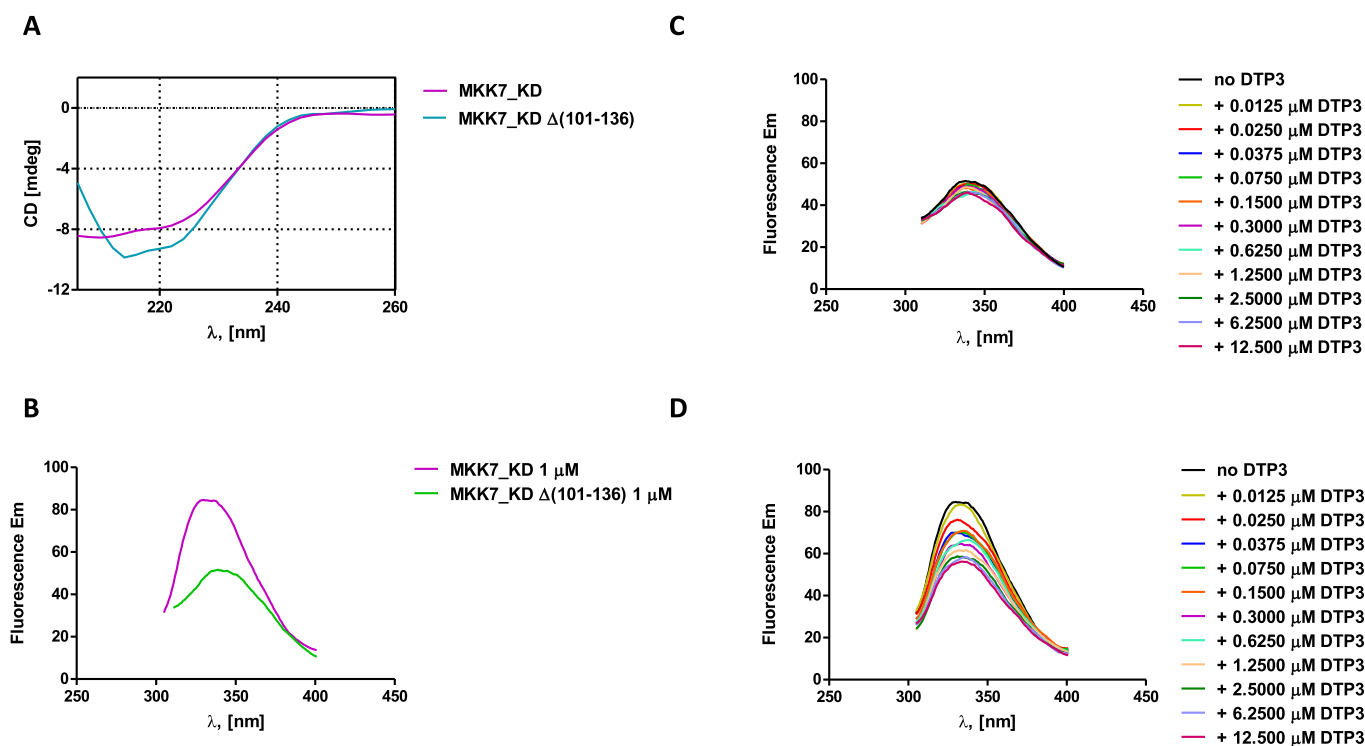 A
0
-4
-8
-12
220
240
260
CD [mdeg]
λ, [nm]
MKK7_KD
MKK7_KD Δ(101-136)
B
100
80
60
40
20
0
250
300
350
400
450
Fluorescence Em
λ, [nm]
MKK7_KD 1 μM
MKK7_KD Δ(101-136) 1 μM
C
100
80
60
40
20
0
250
300
350
400
450
Fluorescence Em
λ, [nm]
no DTP3
+ 0.0125 μM DTP3
+ 0.0250 μM DTP3
+ 0.0375 μM DTP3
+ 0.0750 μM DTP3
+ 0.1500 μM DTP3
+ 0.3000 μM DTP3
+ 0.6250 μM DTP3
+ 1.2500 μM DTP3
+ 2.5000 μM DTP3
+ 6.2500 μM DTP3
+ 12.500 μM DTP3
D
100
80
60
40
20
0
250
300
350
400
450
Fluorescence Em
λ, [nm]
no DTP3
+ 0.0125 μM DTP3
+ 0.0250 μM DTP3
+ 0.0375 μM DTP3
+ 0.0750 μM DTP3
+ 0.1500 μM DTP3
+ 0.3000 μM DTP3
+ 0.6250 μM DTP3
+ 1.2500 μM DTP3
+ 2.5000 μM DTP3
+ 6.2500 μM DTP3
+ 12.500 μM DTP3